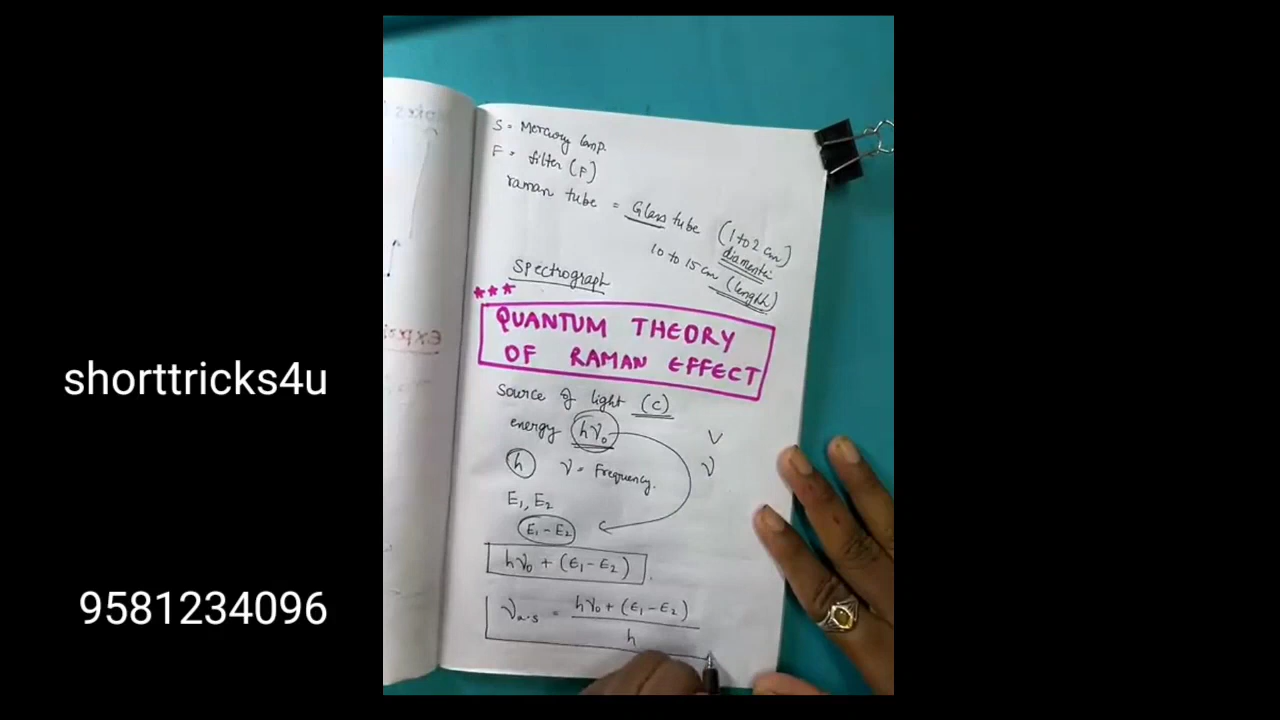 S = Mercury lamp.
F = filter (F)
raman tube = Glass tube (1 to 2 cm)
diameter
10 to 15 cm (length)
Spectrograph
***
QUANTUM THEORY
OF RAMAN EFFECT
Source of light (C)
energy hν₀ V
h ν = Frequency. ν
E₁, E₂
E₁ - E₂
hν₀ + (E₁ - E₂)
νa.s = hν₀ + (E₁ - E₂)
h
shorttricks4u
9581234096